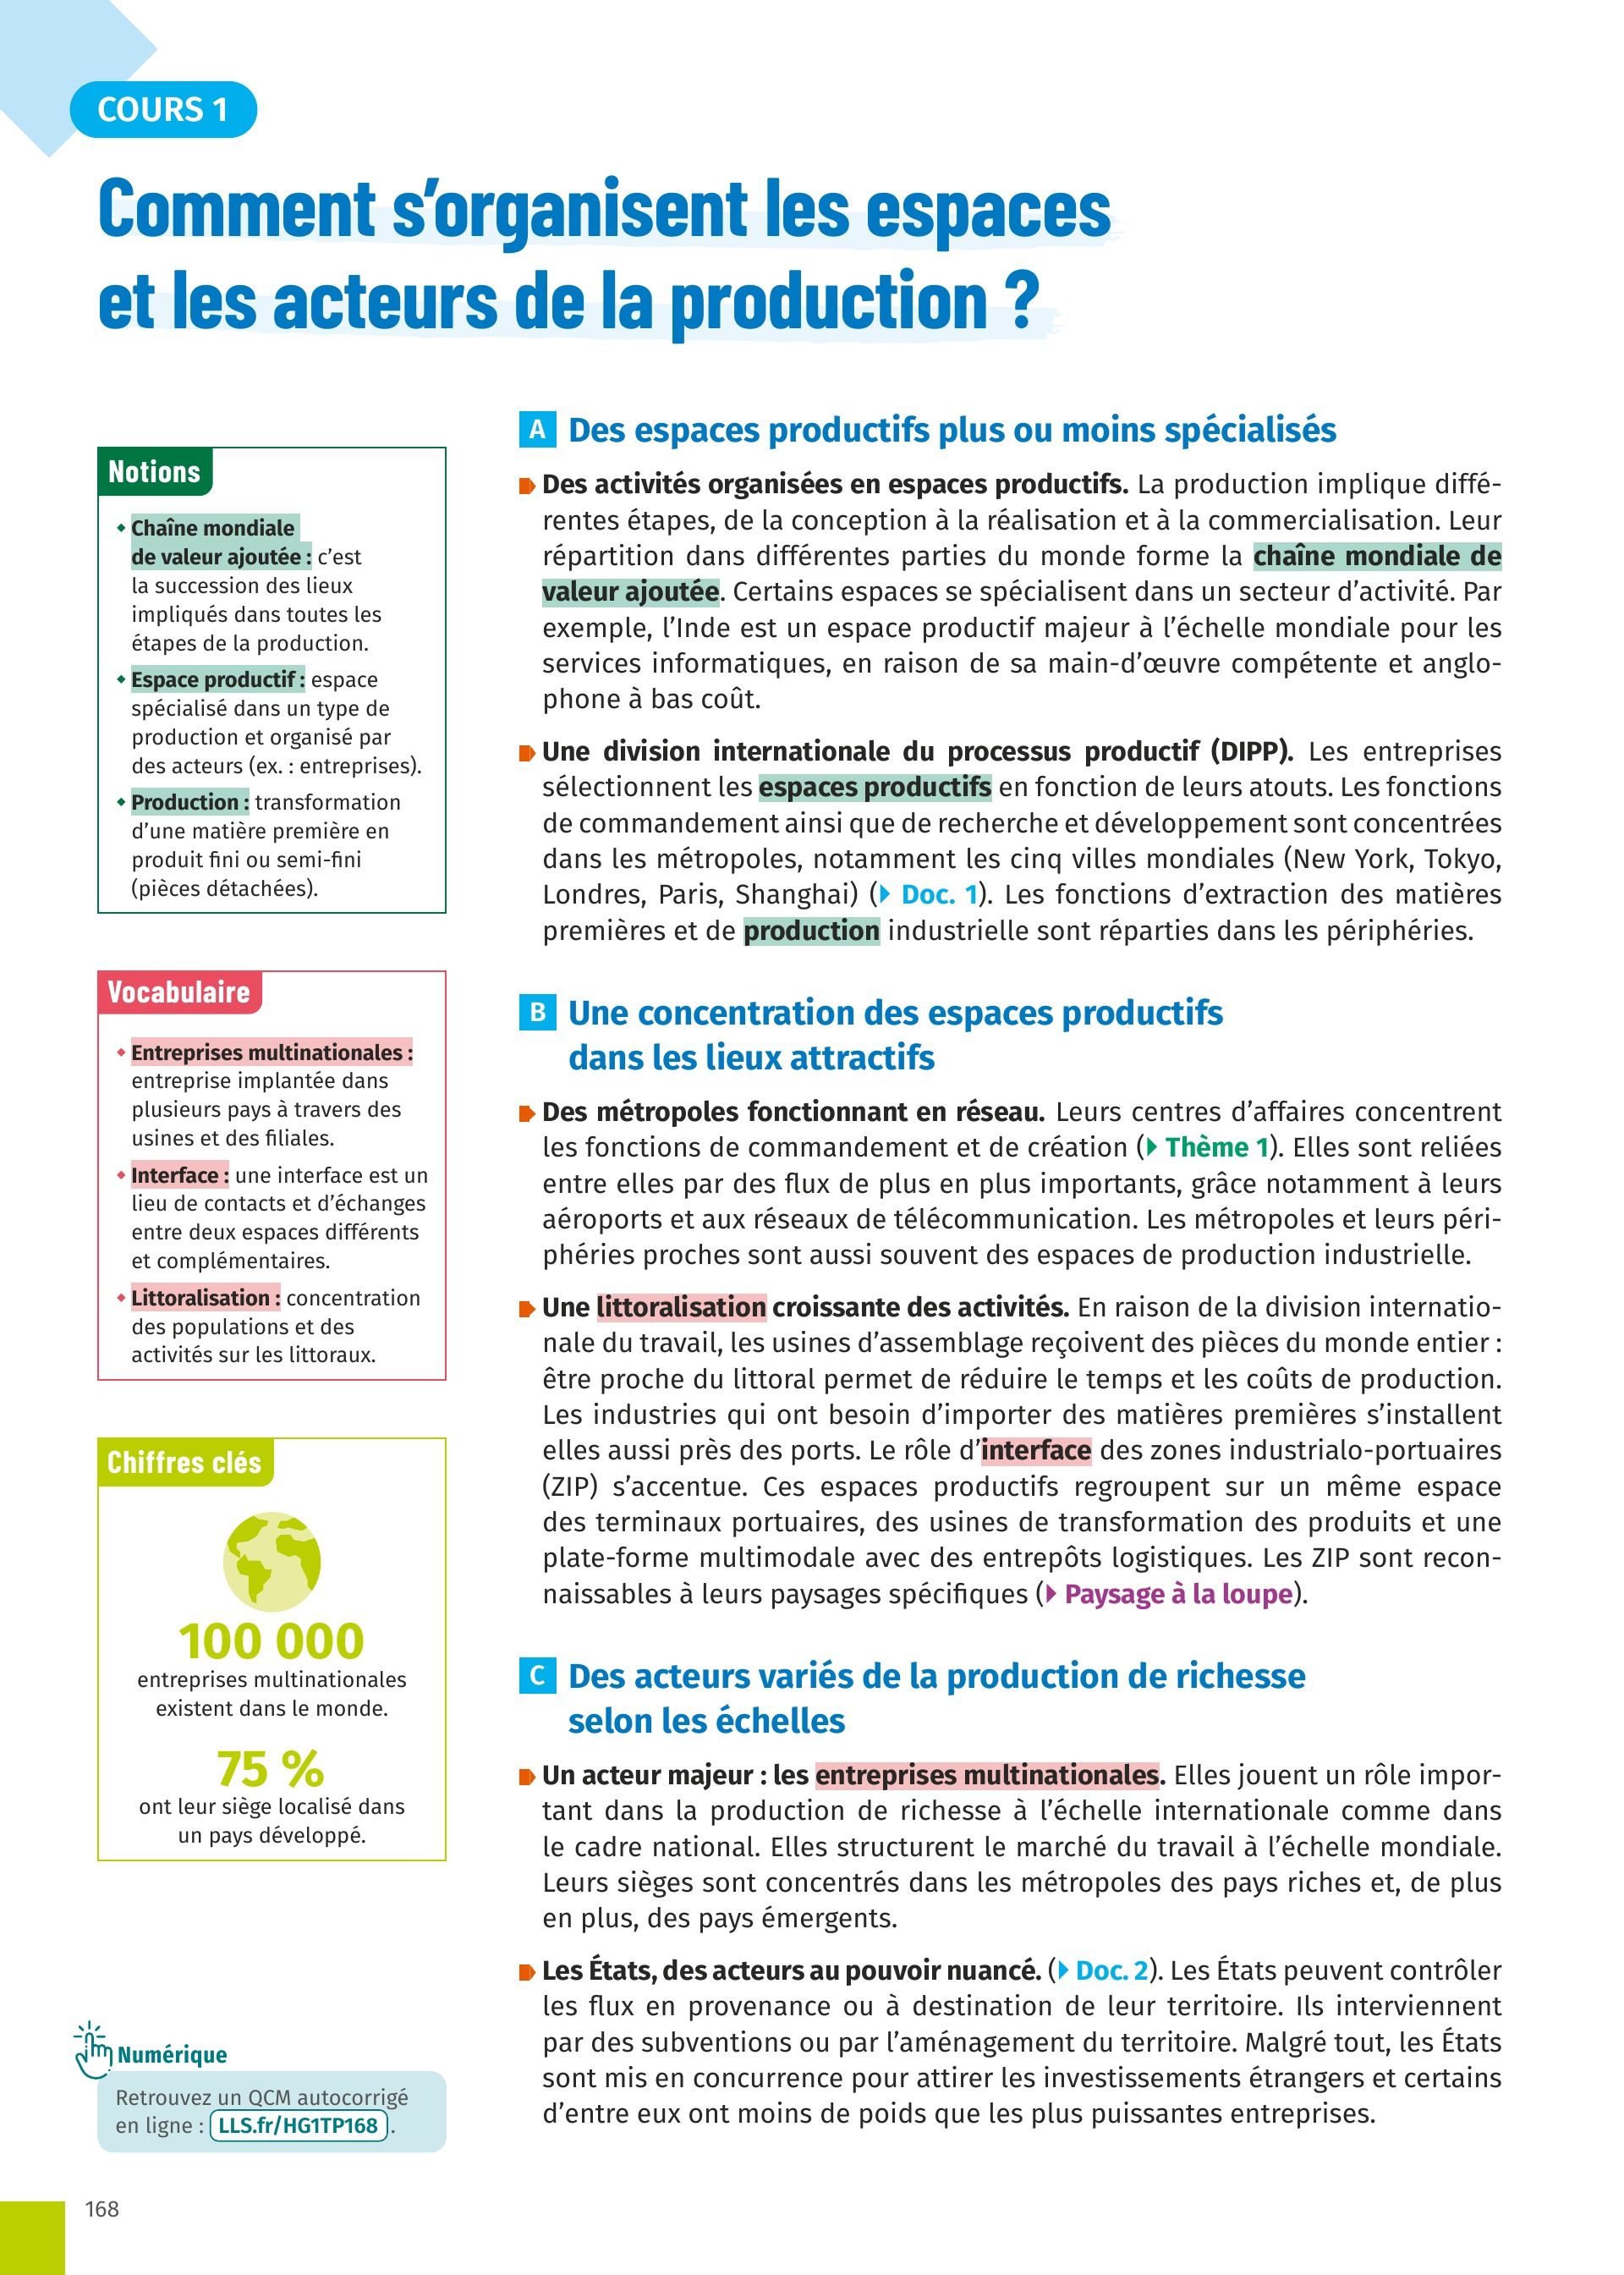 COURS 1
Comment s'organisent les espaces
et les acteurs de la production ?
Notions
Chaîne mondiale
de valeur ajoutée : c'est
la succession des lieux
impliqués dans toutes les
étapes de la production.
Espace productif : espace
spécialisé dans un type de
production et organisé par
des acteurs (ex. : entreprises).
Production : transformation
d'une matière première en
produit fini ou semi-fini
(pièces détachées).
Vocabulaire
Entreprises multinationales :
entreprise implantée dans
plusieurs pays à travers des
usines et des filiales.
Interface : une interface est un
lieu de contacts et d'échanges
entre deux espaces différents
et complémentaires.
Littoralisation : concentration
des populations et des
activités sur les littoraux.
Chiffres clés
100 000
entreprises multinationales
existent dans le monde.
75 %
ont leur siège localisé dans
un pays développé.
Numérique
Retrouvez un QCM autocorrigé
en ligne : LLS.fr/HG1TP168.
A Des espaces productifs plus ou moins spécialisés
Des activités organisées en espaces productifs. La production implique diffé-
rentes étapes, de la conception à la réalisation et à la commercialisation. Leur
répartition dans différentes parties du monde forme la chaîne mondiale de
valeur ajoutée. Certains espaces se spécialisent dans un secteur d'activité. Par
exemple, l'Inde est un espace productif majeur à l'échelle mondiale pour les
services informatiques, en raison de sa main-d'œuvre compétente et anglo-
phone à bas coût.
Une division internationale du processus productif (DIPP). Les entreprises
sélectionnent les espaces productifs en fonction de leurs atouts. Les fonctions
de commandement ainsi que de recherche et développement sont concentrées
dans les métropoles, notamment les cinq villes mondiales (New York, Tokyo,
Londres, Paris, Shanghai) (Doc. 1). Les fonctions d'extraction des matières
premières et de production industrielle sont réparties dans les périphéries.
B Une concentration des espaces productifs
dans les lieux attractifs
Des métropoles fonctionnant en réseau. Leurs centres d'affaires concentrent
les fonctions de commandement et de création (Thème 1). Elles sont reliées
entre elles par des flux de plus en plus importants, grâce notamment à leurs
aéroports et aux réseaux de télécommunication. Les métropoles et leurs péri-
phéries proches sont aussi souvent des espaces de production industrielle.
Une littoralisation croissante des activités. En raison de la division internatio-
nale du travail, les usines d'assemblage reçoivent des pièces du monde entier :
être proche du littoral permet de réduire le temps et les coûts de production.
Les industries qui ont besoin d'importer des matières premières s'installent
elles aussi près des ports. Le rôle d'interface des zones industrialo-portuaires
(ZIP) s'accentue. Ces espaces productifs regroupent sur un même espace
des terminaux portuaires, des usines de transformation des produits et une
plate-forme multimodale avec des entrepôts logistiques. Les ZIP sont recon-
naissables à leurs paysages spécifiques (Paysage à la loupe).
C Des acteurs variés de la production de richesse
selon les échelles
Un acteur majeur : les entreprises multinationales. Elles jouent un rôle impor-
tant dans la production de richesse à l'échelle internationale comme dans
le cadre national. Elles structurent le marché du travail à l'échelle mondiale.
Leurs sièges sont concentrés dans les métropoles des pays riches et, de plus
en plus, des pays émergents.
Les États, des acteurs au pouvoir nuancé. (Doc. 2). Les États peuvent contrôler
les flux en provenance ou à destination de leur territoire. Ils interviennent
par des subventions ou par l'aménagement du territoire. Malgré tout, les États
sont mis en concurrence pour attirer les investissements étrangers et certains
d'entre eux ont moins de poids que les plus puissantes entreprises.
168